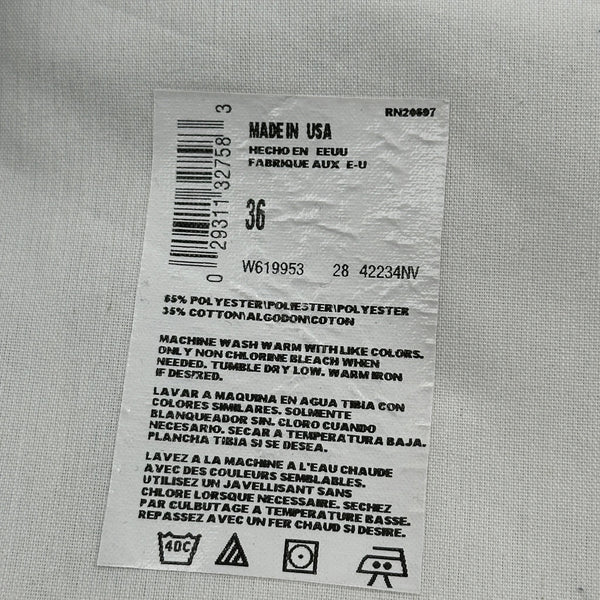 RN20697
MADE IN USA
HECHO EN EEUU
FABRIQUE AUX E-U
0 29311 32758 3
36
W619953 28 42234NV
65% POLYESTER\POLIESTER\POLYESTER
35% COTTON\ALGODON\COTON
MACHINE WASH WARM WITH LIKE COLORS.
ONLY NON CHLORINE BLEACH WHEN
NEEDED. TUMBLE DRY LOW. WARM IRON
IF DESIRED.
LAVAR A MAQUINA EN AGUA TIBIA CON
COLORES SIMILARES. SOLMENTE
BLANQUEADOR SIN. CLORO CUANDO
NECESARIO. SECAR A TEMPERATURA BAJA.
PLANCHA TIBIA SI SE DESEA.
LAVEZ A LA MACHINE A L'EAU CHAUDE
AVEC DES COULEURS SEMBLABLES.
UTILISEZ UN JAVELLISANT SANS
CHLORE LORSQUE NECESSAIRE. SECHEZ
PAR CULBUTAGE A TEMPERATURE BASSE.
REPASSEZ AVEC UN FER CHAUD SI DESIRE.
40C